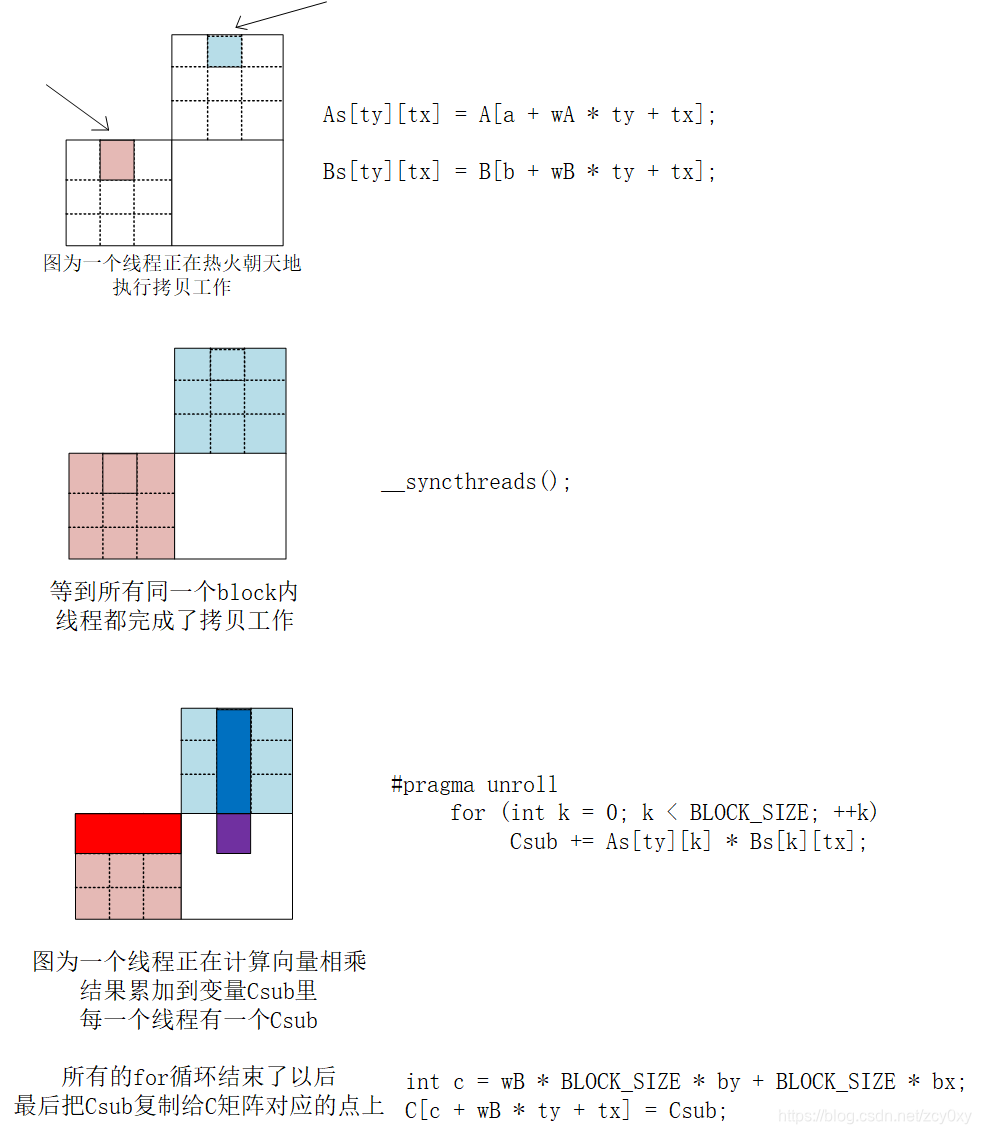 As[ty][tx] = A[a + wA * ty + tx];
Bs[ty][tx] = B[b + wB * ty + tx];
图为一个线程正在热火朝天地
执行拷贝工作
__syncthreads();
等到所有同一个block内
线程都完成了拷贝工作
#pragma unroll
for (int k = 0; k < BLOCK_SIZE; ++k)
Csub += As[ty][k] * Bs[k][tx];
图为一个线程正在计算向量相乘
结果累加到变量Csub里
每一个线程有一个Csub
所有的for循环结束了以后
最后把Csub复制给C矩阵对应的点上
int c = wB * BLOCK_SIZE * by + BLOCK_SIZE * bx;
C[c + wB * ty + tx] = Csub;
https://blog.csdn.net/zcy0xy